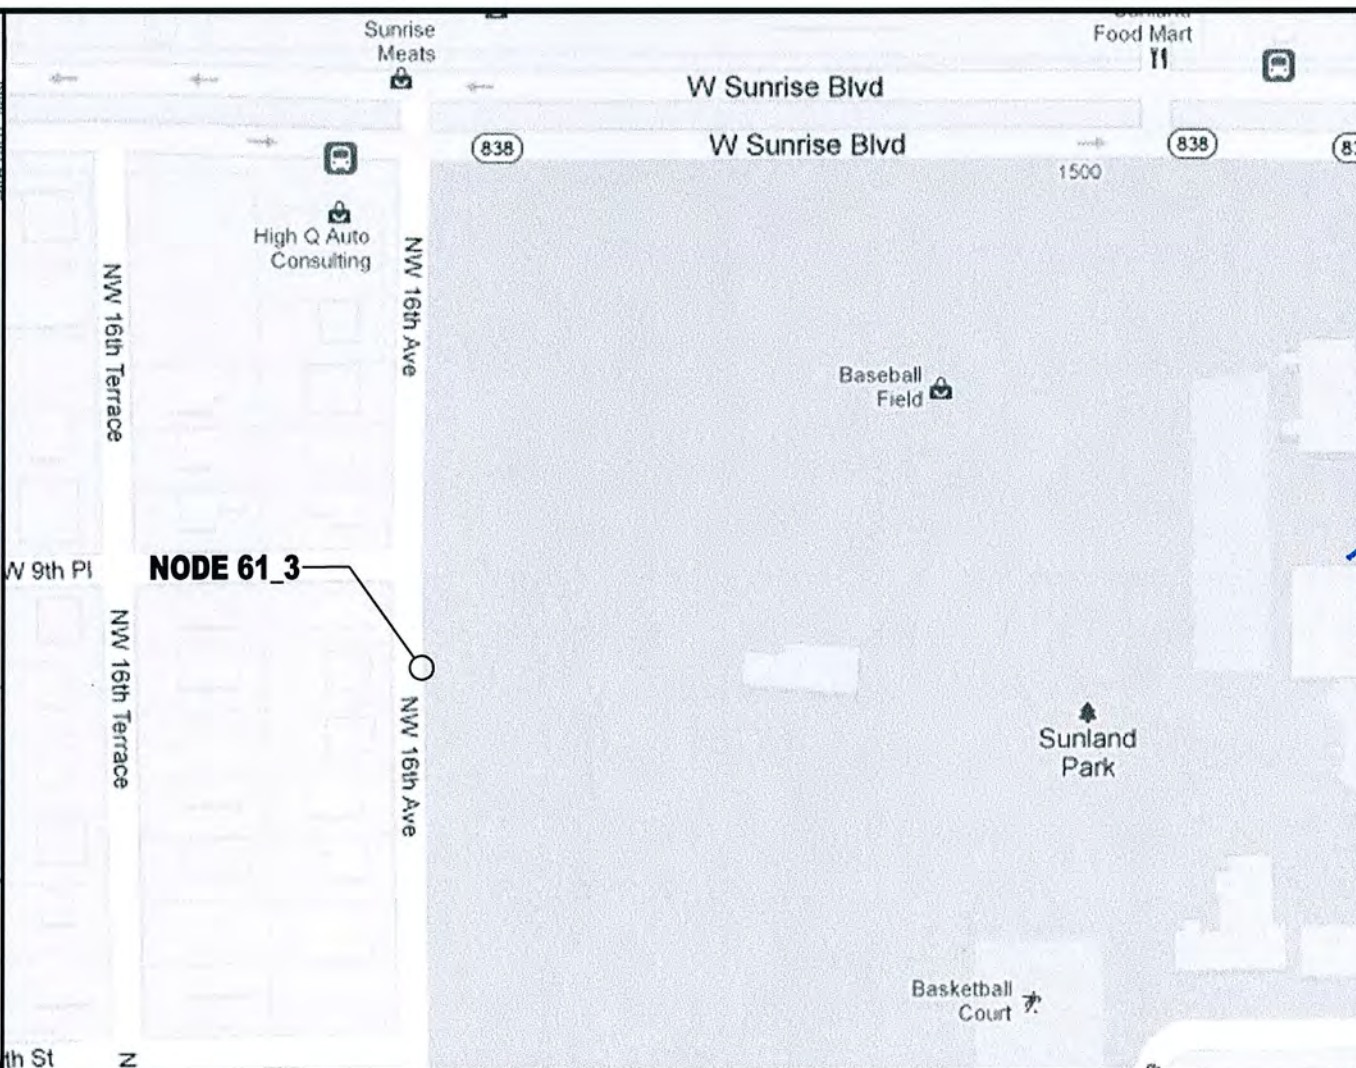 Sunrise
Meats
Food Mart
W Sunrise Blvd
838
W Sunrise Blvd
838
1500
High Q Auto
Consulting
NW 16th Terrace
NW 16th Ave
Baseball
Field
W 9th Pl
NODE 61_3
NW 16th Terrace
NW 16th Ave
Sunland
Park
Basketball
Court
th St
N